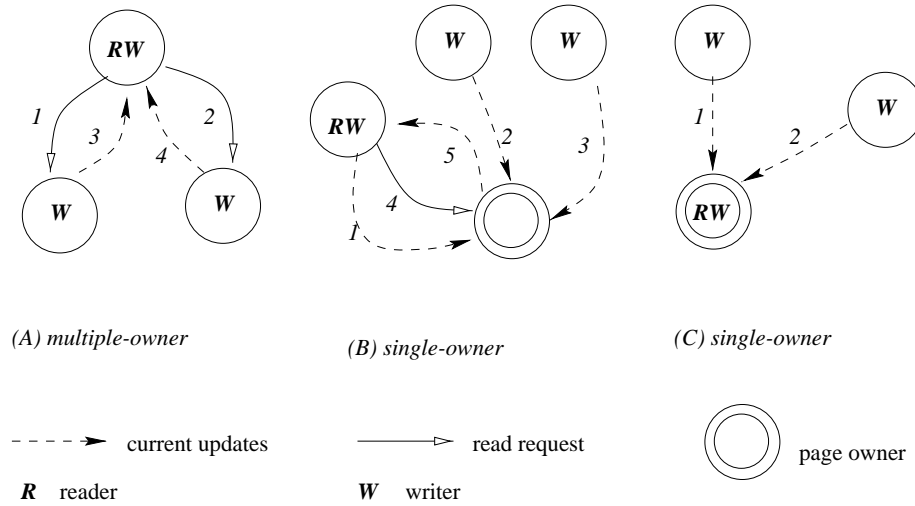 RW
1
2
3
4
W
W
(A) multiple-owner
W
W
RW
2
3
5
4
1
(B) single-owner
W
W
1
2
RW
(C) single-owner
current updates
read request
page owner
R reader
W writer